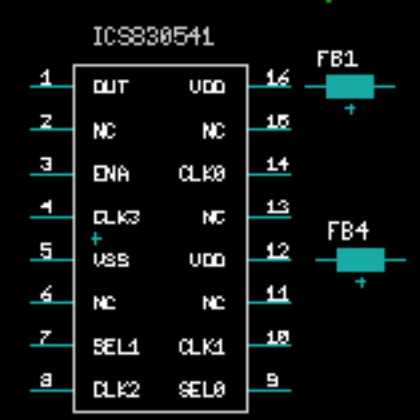 ICS830541
FB1
1 OUT VDD 16
2 NC NC 15
3 ENA CLK0 14
4 CLK3 NC 13
FB4
5 VSS VDD 12
6 NC NC 11
7 SEL1 CLK1 10
8 CLK2 SEL0 9